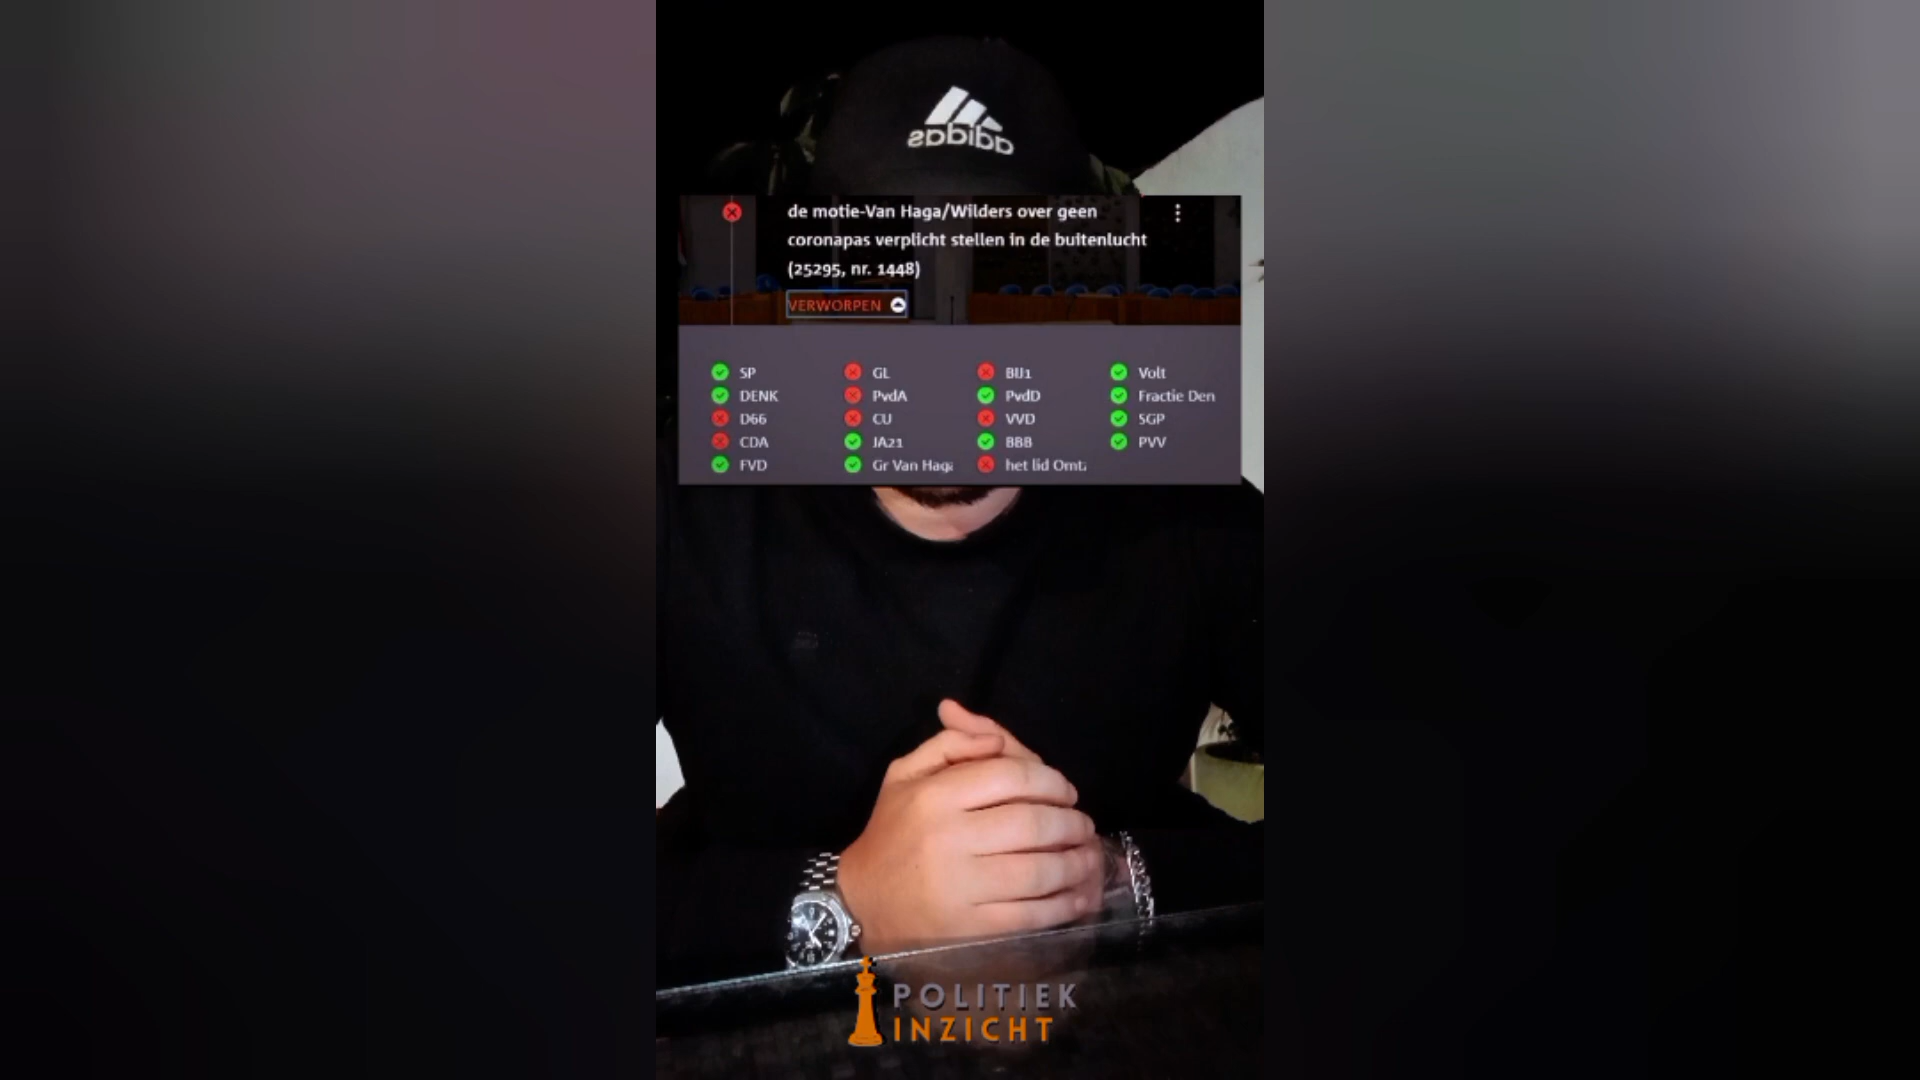 adidas
de motie-Van Haga/Wilders over geen
coronapas verplicht stellen in de buitenlucht
(25295, nr. 1448)
VERWORPEN
SP GL BIJ1 Volt
DENK PvdA PvdD Fractie Den
D66 CU VVD SGP
CDA JA21 BBB PVV
FVD Gr Van Haga het lid Omt
POLITIEK
INZICHT